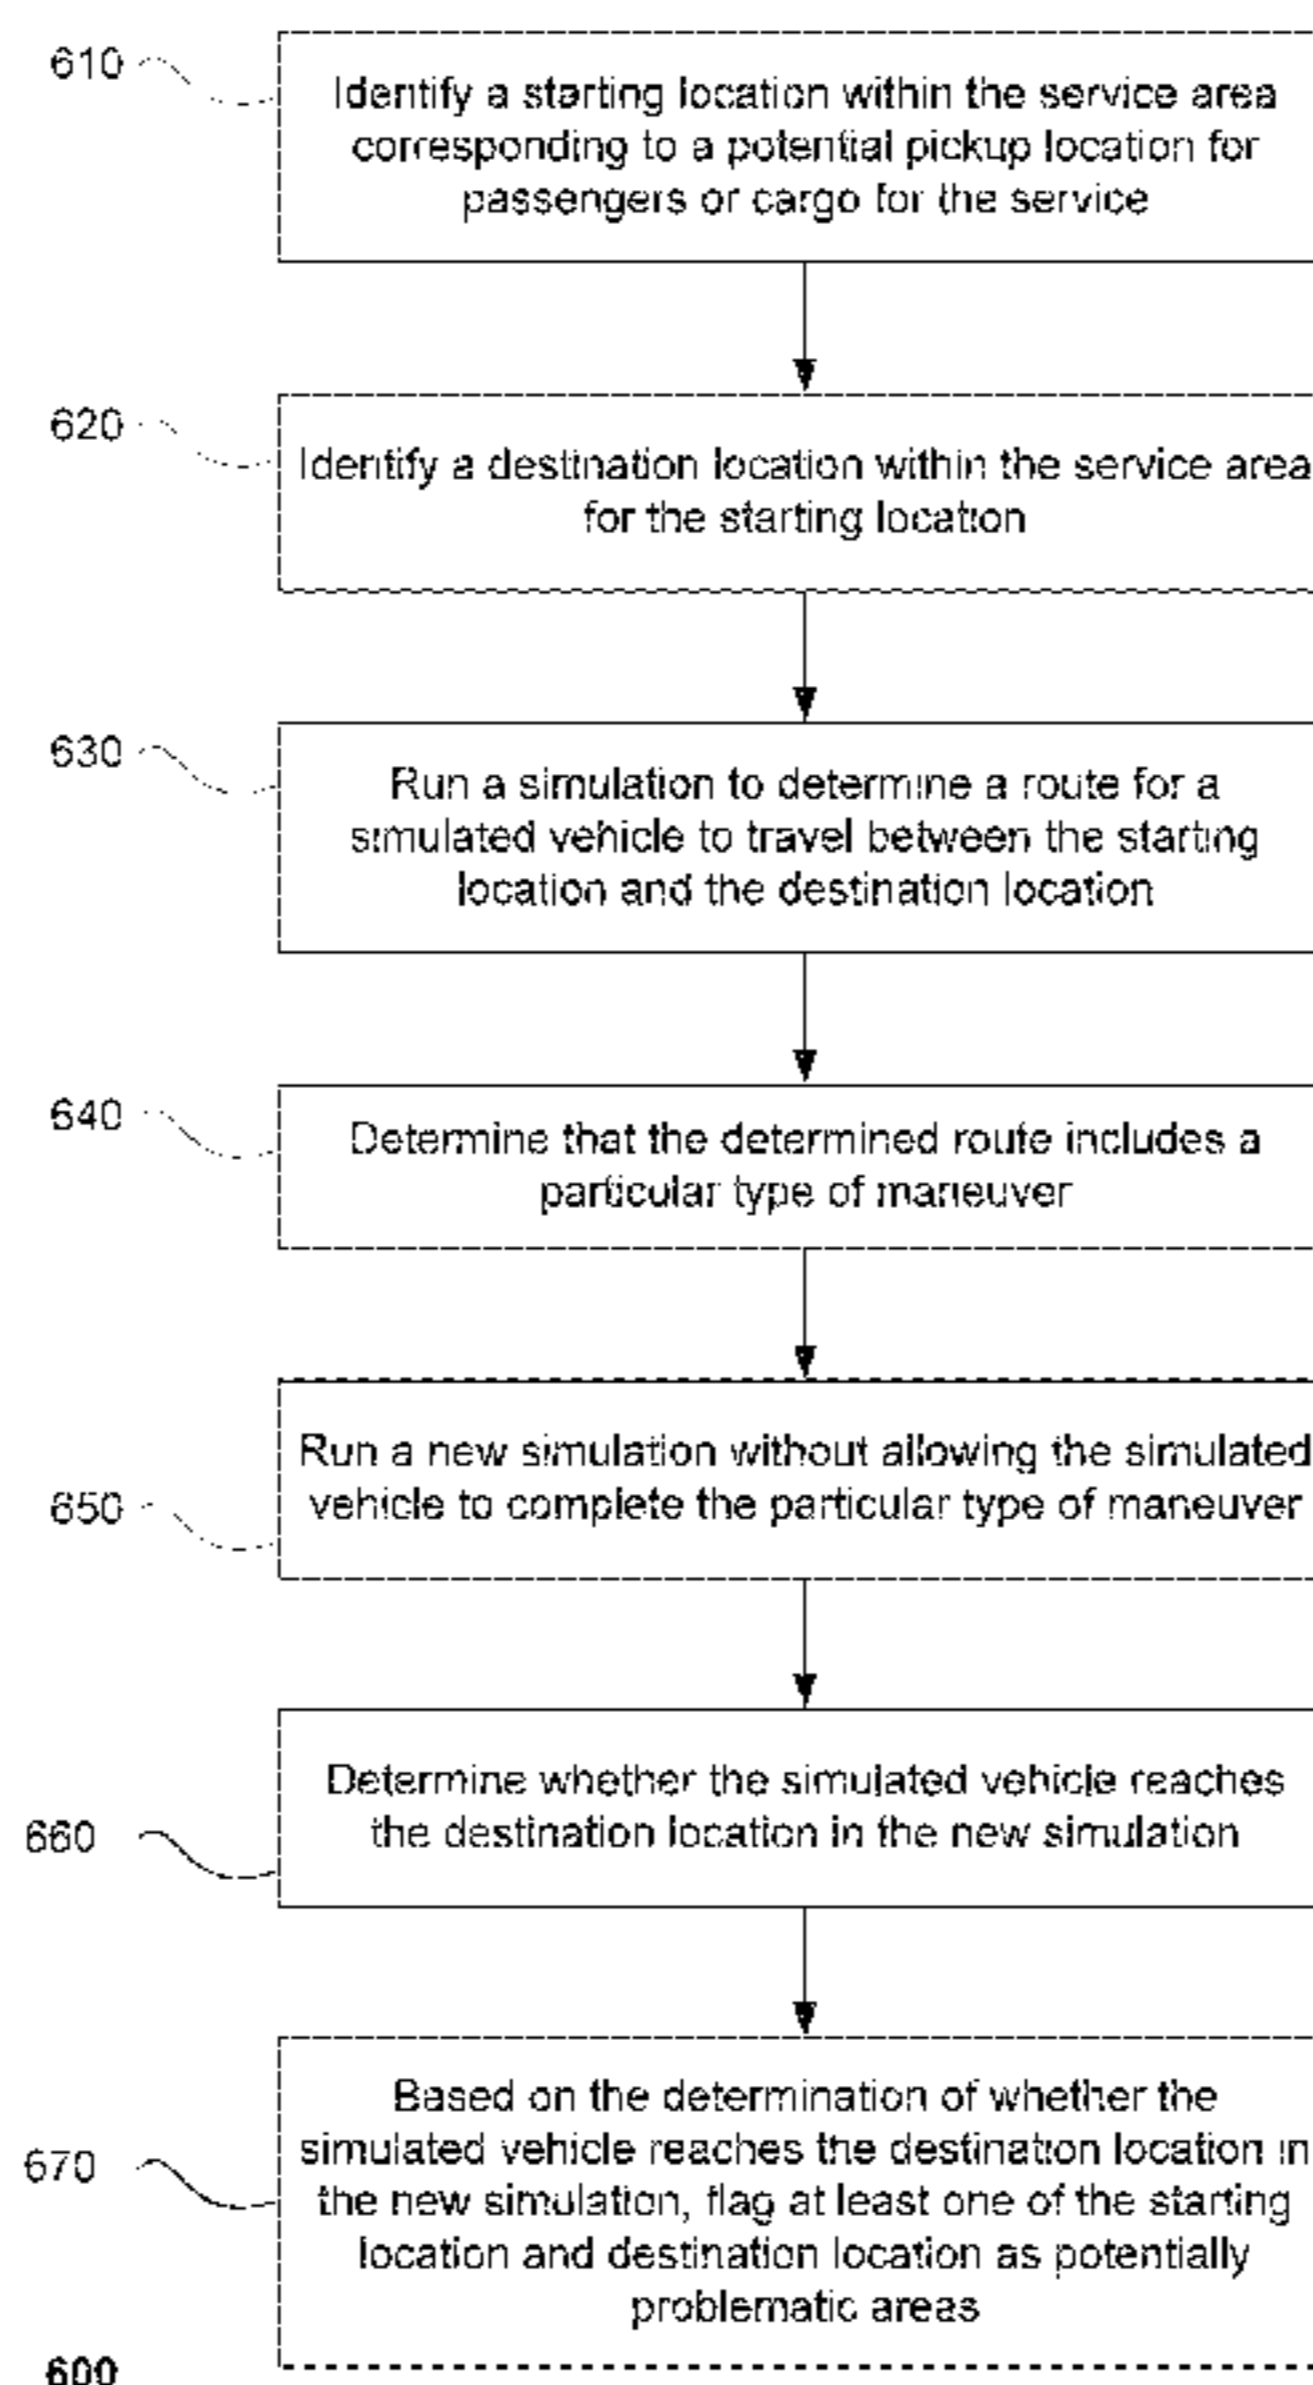 610
Identify a starting location within the service area
corresponding to a potential pickup location for
passengers or cargo for the service
620
Identify a destination location within the service area
for the starting location
630
Run a simulation to determine a route for a
simulated vehicle to travel between the starting
location and the destination location
640
Determine that the determined route includes a
particular type of maneuver
650
Run a new simulation without allowing the simulated
vehicle to complete the particular type of maneuver
660
Determine whether the simulated vehicle reaches
the destination location in the new simulation
670
Based on the determination of whether the
simulated vehicle reaches the destination location in
the new simulation, flag at least one of the starting
location and destination location as potentially
problematic areas
600